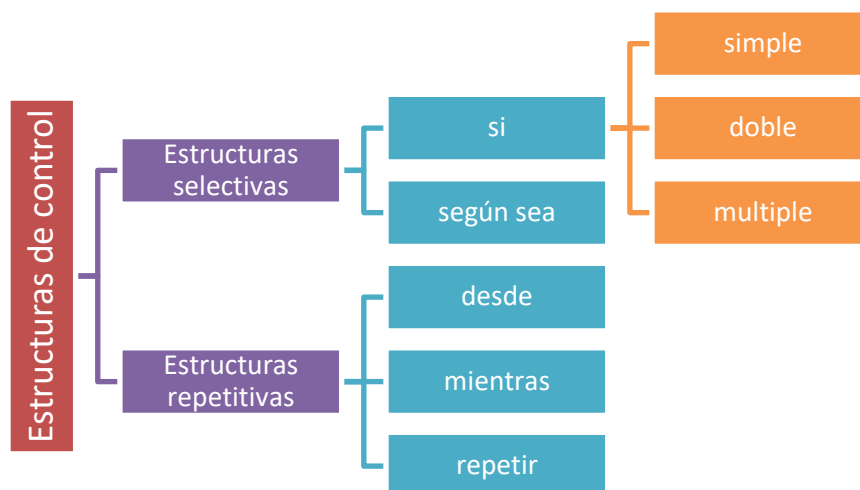 Estructuras de control
Estructuras
selectivas
si
simple
doble
multiple
según sea
Estructuras
repetitivas
desde
mientras
repetir